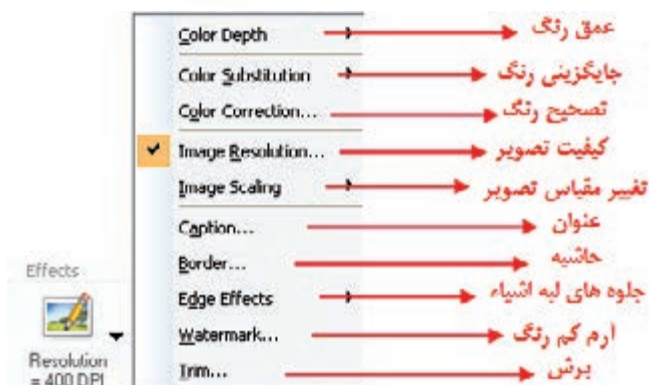 Color Depth عمق رنگ
Color Substitution جایگزینی رنگ
Color Correction... تصحیح رنگ
Image Resolution... کیفیت تصویر
Image Scaling تغییر مقیاس تصویر
Caption... عنوان
Border... حاشیه
Edge Effects جلوه های لبه اشیاء
Watermark... آرم کم رنگ
Trim... برش
Effects
Resolution
= 400 DPI